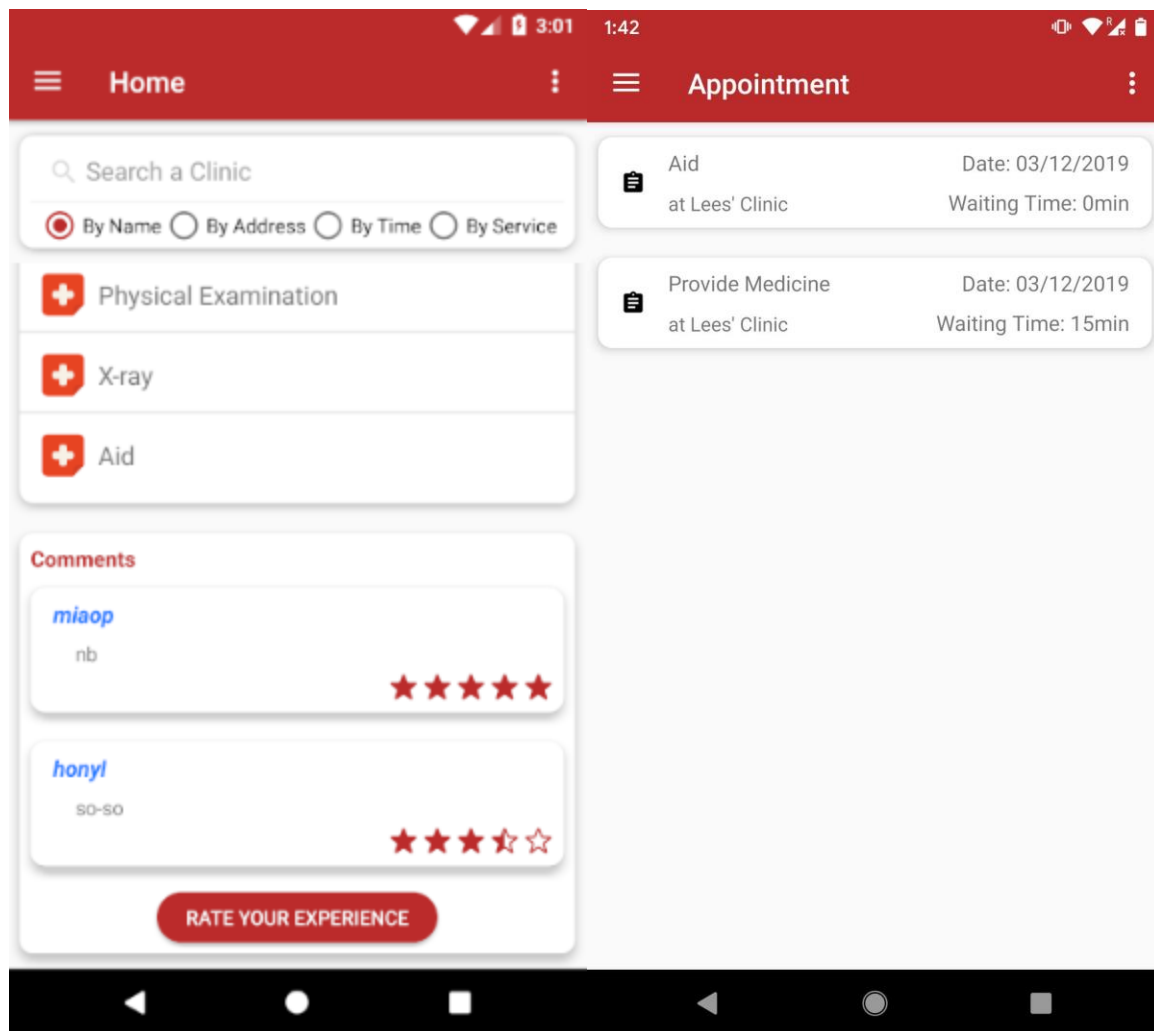 3:01
Home
Search a Clinic
By Name By Address By Time By Service
Physical Examination
X-ray
Aid
Comments
miaop
nb
honyl
so-so
RATE YOUR EXPERIENCE
1:42
R
Appointment
Aid Date: 03/12/2019
at Lees' Clinic Waiting Time: 0min
Provide Medicine Date: 03/12/2019
at Lees' Clinic Waiting Time: 15min